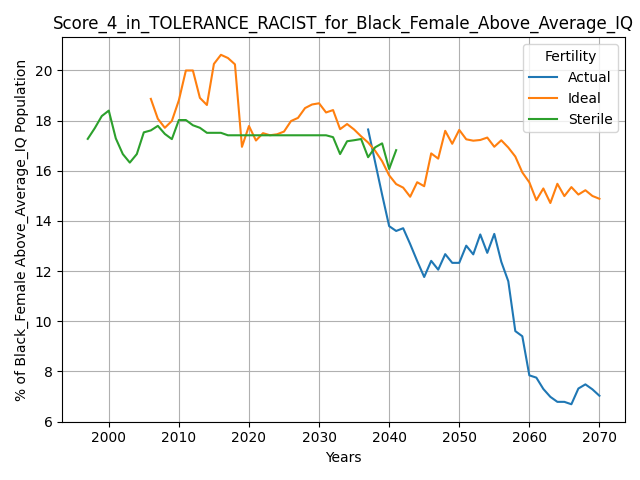 Score_4_in_TOLERANCE_RACIST_for_Black_Female_Above_Average_IQ
% of Black_Female Above_Average_IQ Population
20
18
16
14
12
10
8
6
Fertility
Actual
Ideal
Sterile
2000 2010 2020 2030 2040 2050 2060 2070
Years